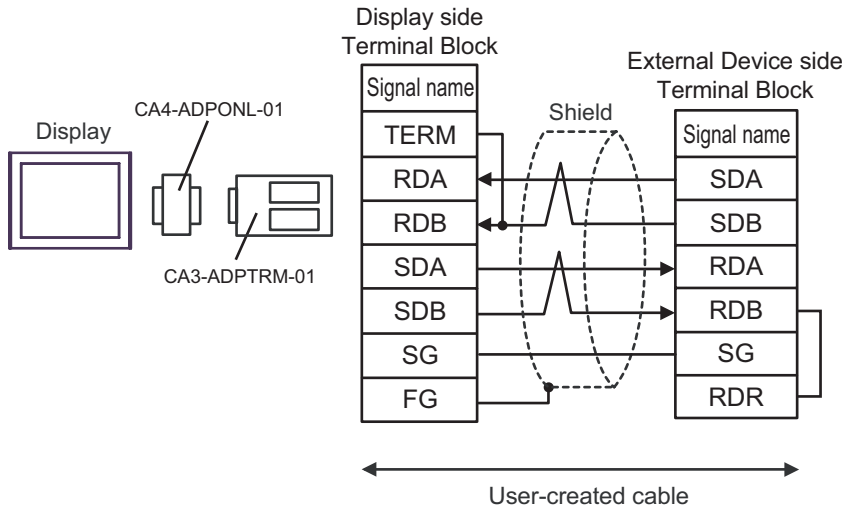 Display side
Terminal Block
External Device side
Terminal Block
CA4-ADPONL-01
Display
CA3-ADPTRM-01
Shield
Signal name
TERM
RDA
RDB
SDA
SDB
SG
FG
Signal name
SDA
SDB
RDA
RDB
SG
RDR
User-created cable